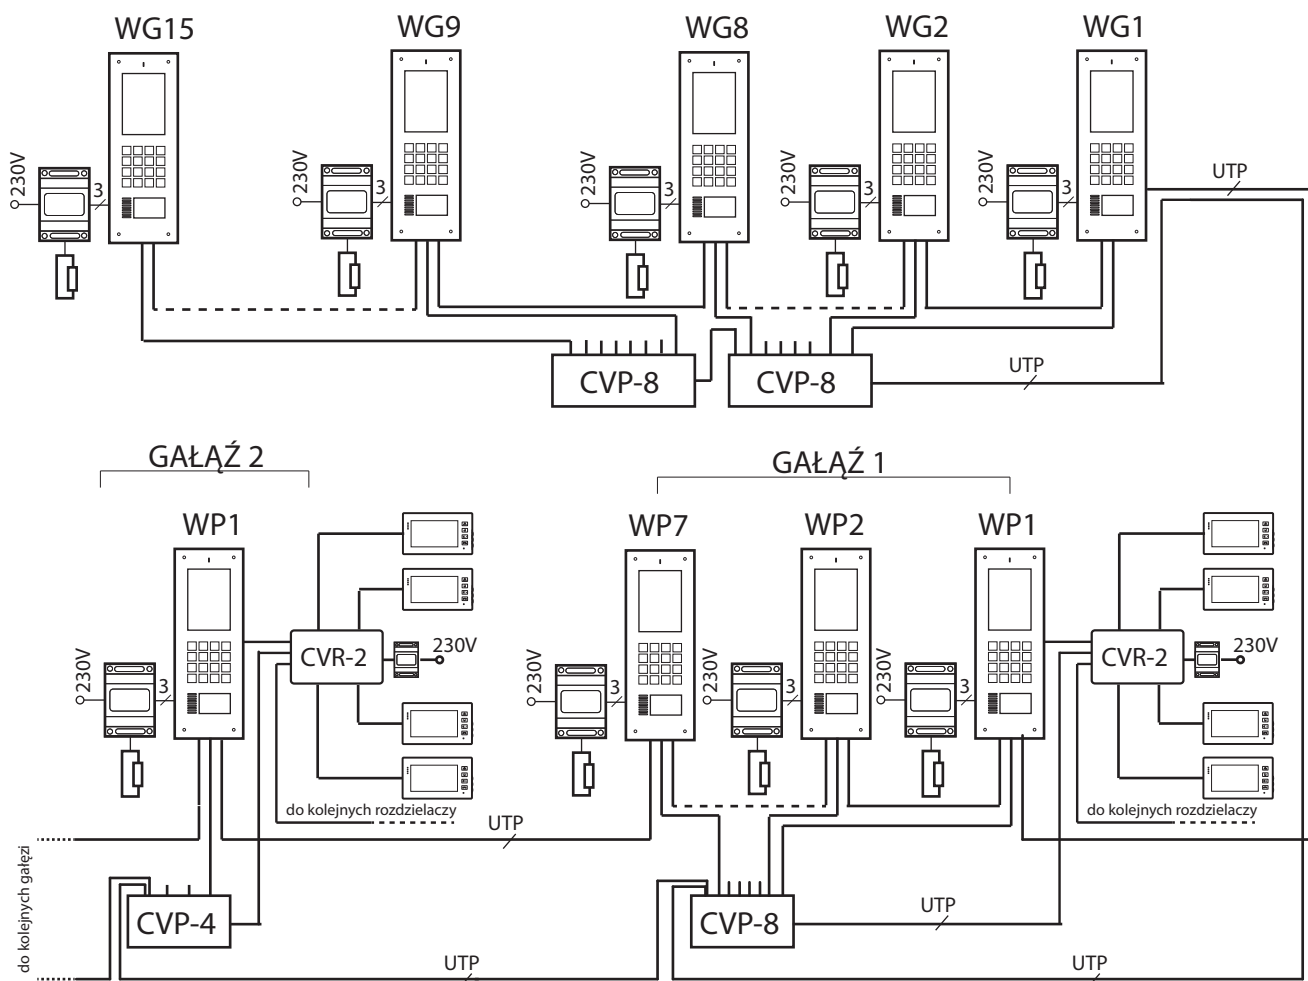 WG15 WG9 WG8 WG2 WG1
230V 230V 230V 230V 230V UTP
3 3 3 3 3
UTP
CVP-8 CVP-8
GAŁĄŹ 2 GAŁĄŹ 1
WP1 WP7 WP2 WP1
CVR-2 230V CVR-2 230V
230V 230V 230V 230V
3 3 3 3
do kolejnych rozdzielaczy do kolejnych rozdzielaczy
UTP
do kolejnych gałęzi
CVP-4 CVP-8 UTP
UTP UTP